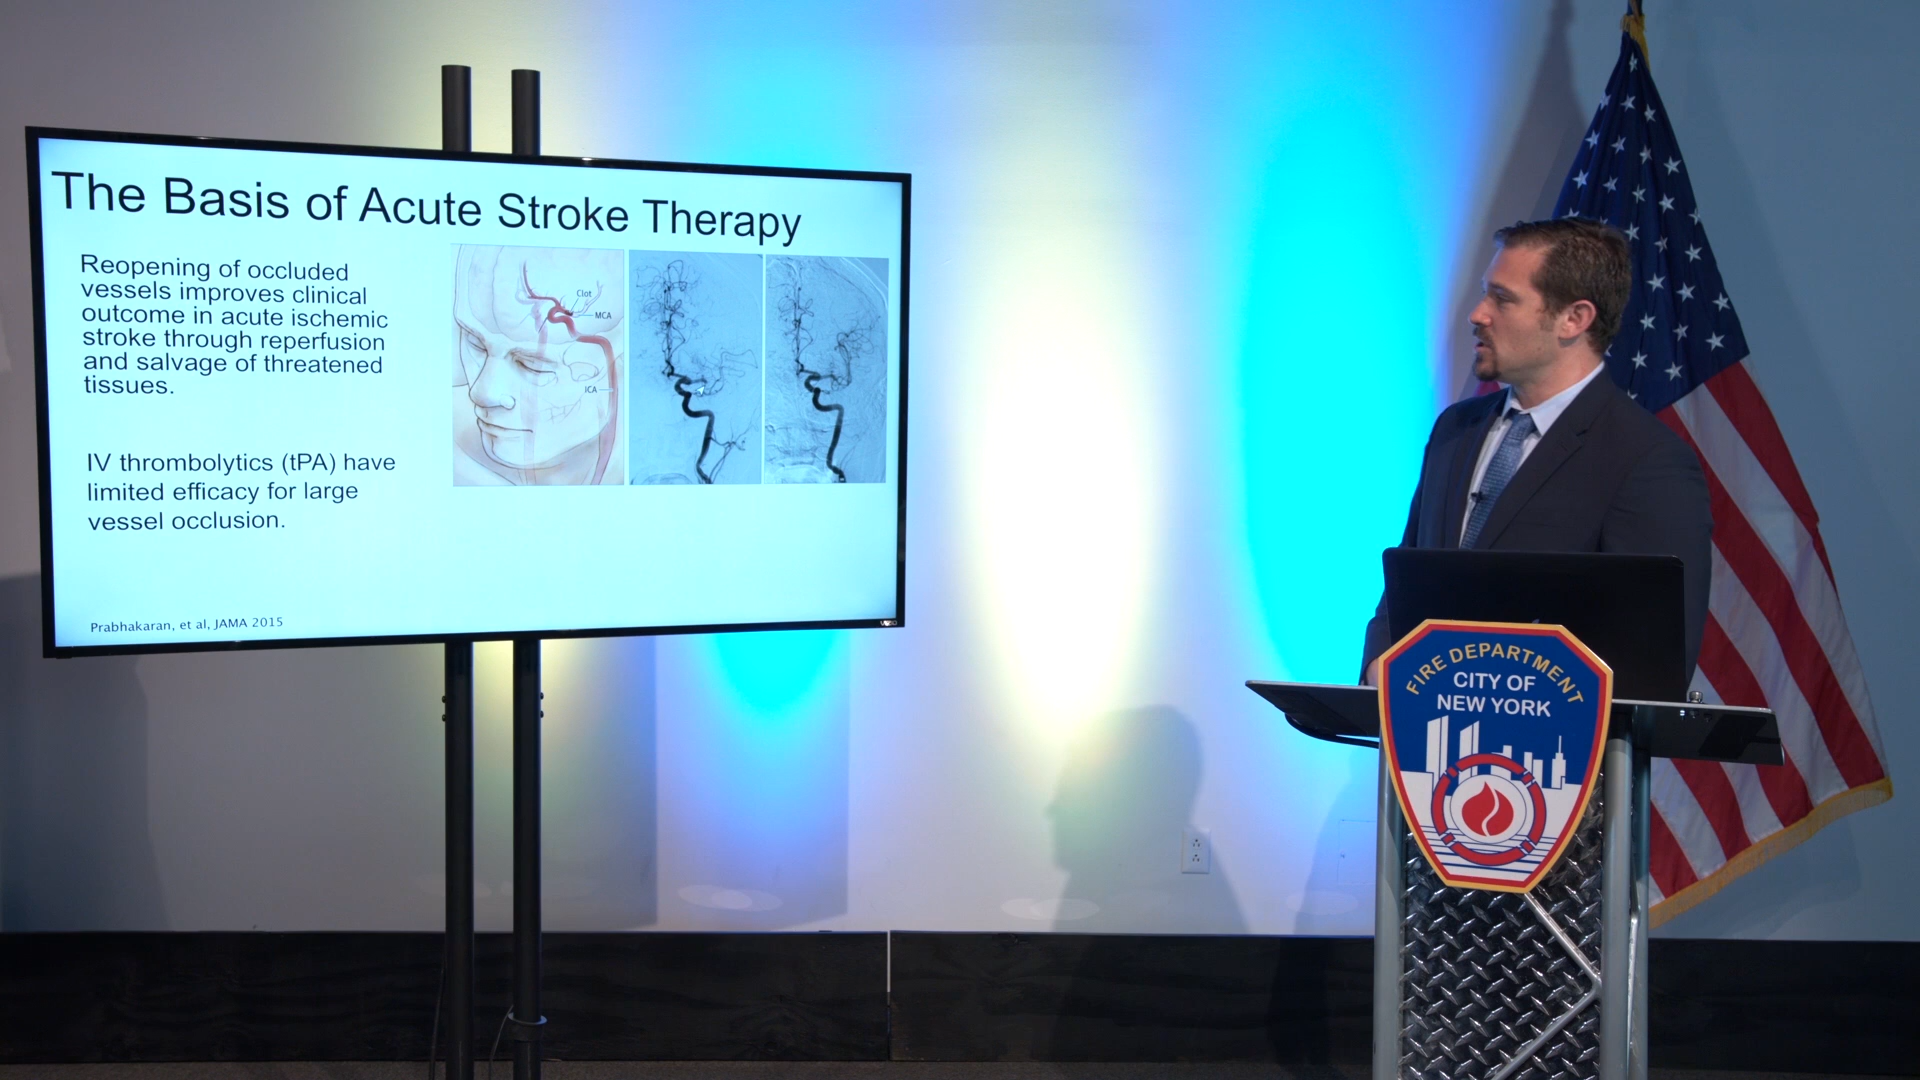 The Basis of Acute Stroke Therapy
Reopening of occluded
vessels improves clinical
outcome in acute ischemic
stroke through reperfusion
and salvage of threatened
tissues.
IV thrombolytics (tPA) have
limited efficacy for large
vessel occlusion.
Clot
MCA
ICA
Prabhakaran, et al, JAMA 2015
VIZIO
FIRE DEPARTMENT
CITY OF
NEW YORK